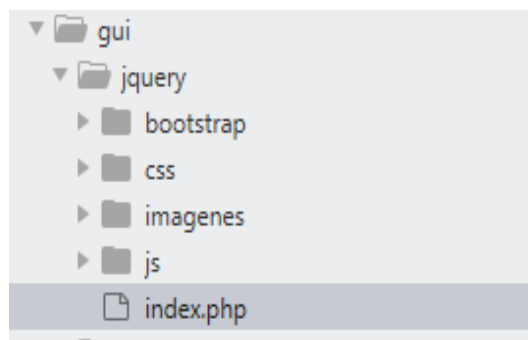 gui
jquery
bootstrap
css
imagenes
js
index.php